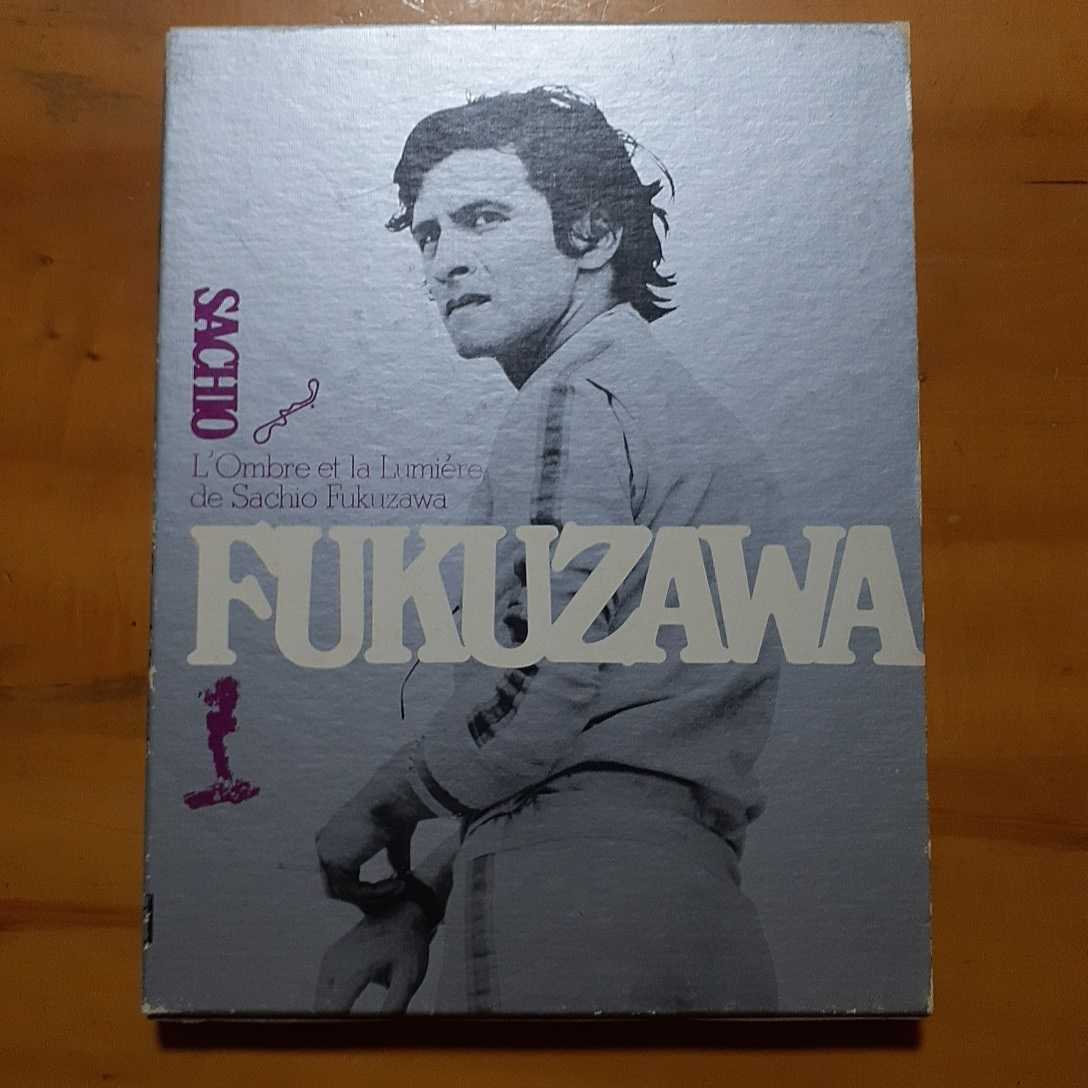 SACHIO
L'Ombre et la Lumiére
de Sachio Fukuzawa
FUKUZAWA